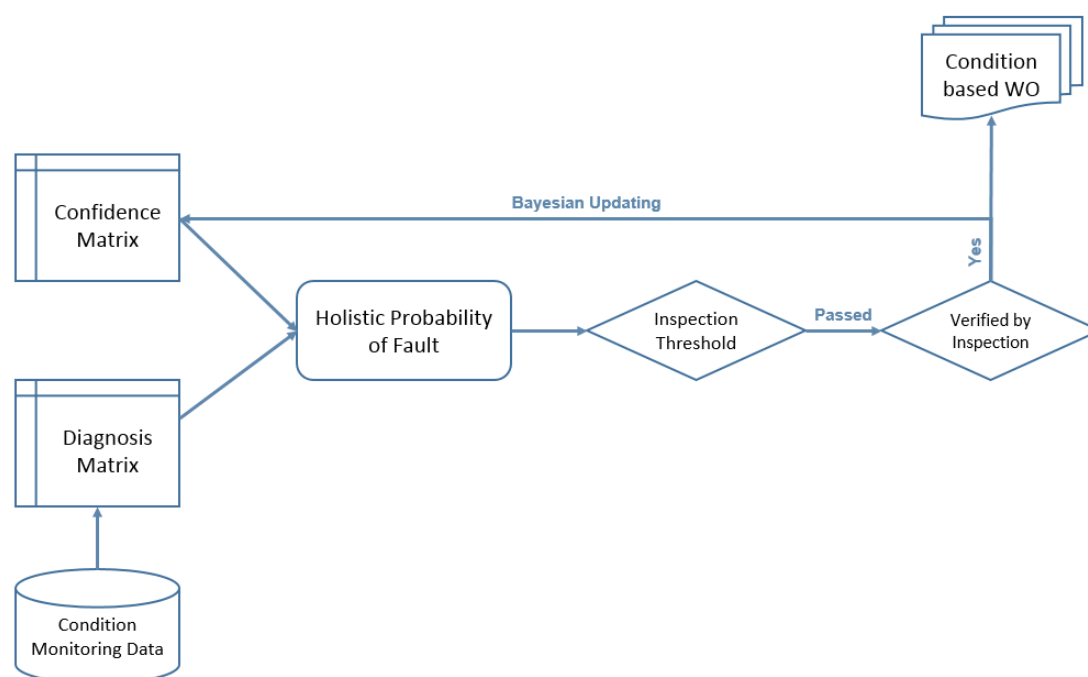 Condition
based WO
Confidence
Matrix
Bayesian Updating
Yes
Holistic Probability
of Fault
Inspection
Threshold
Passed
Verified by
Inspection
Diagnosis
Matrix
Condition
Monitoring Data